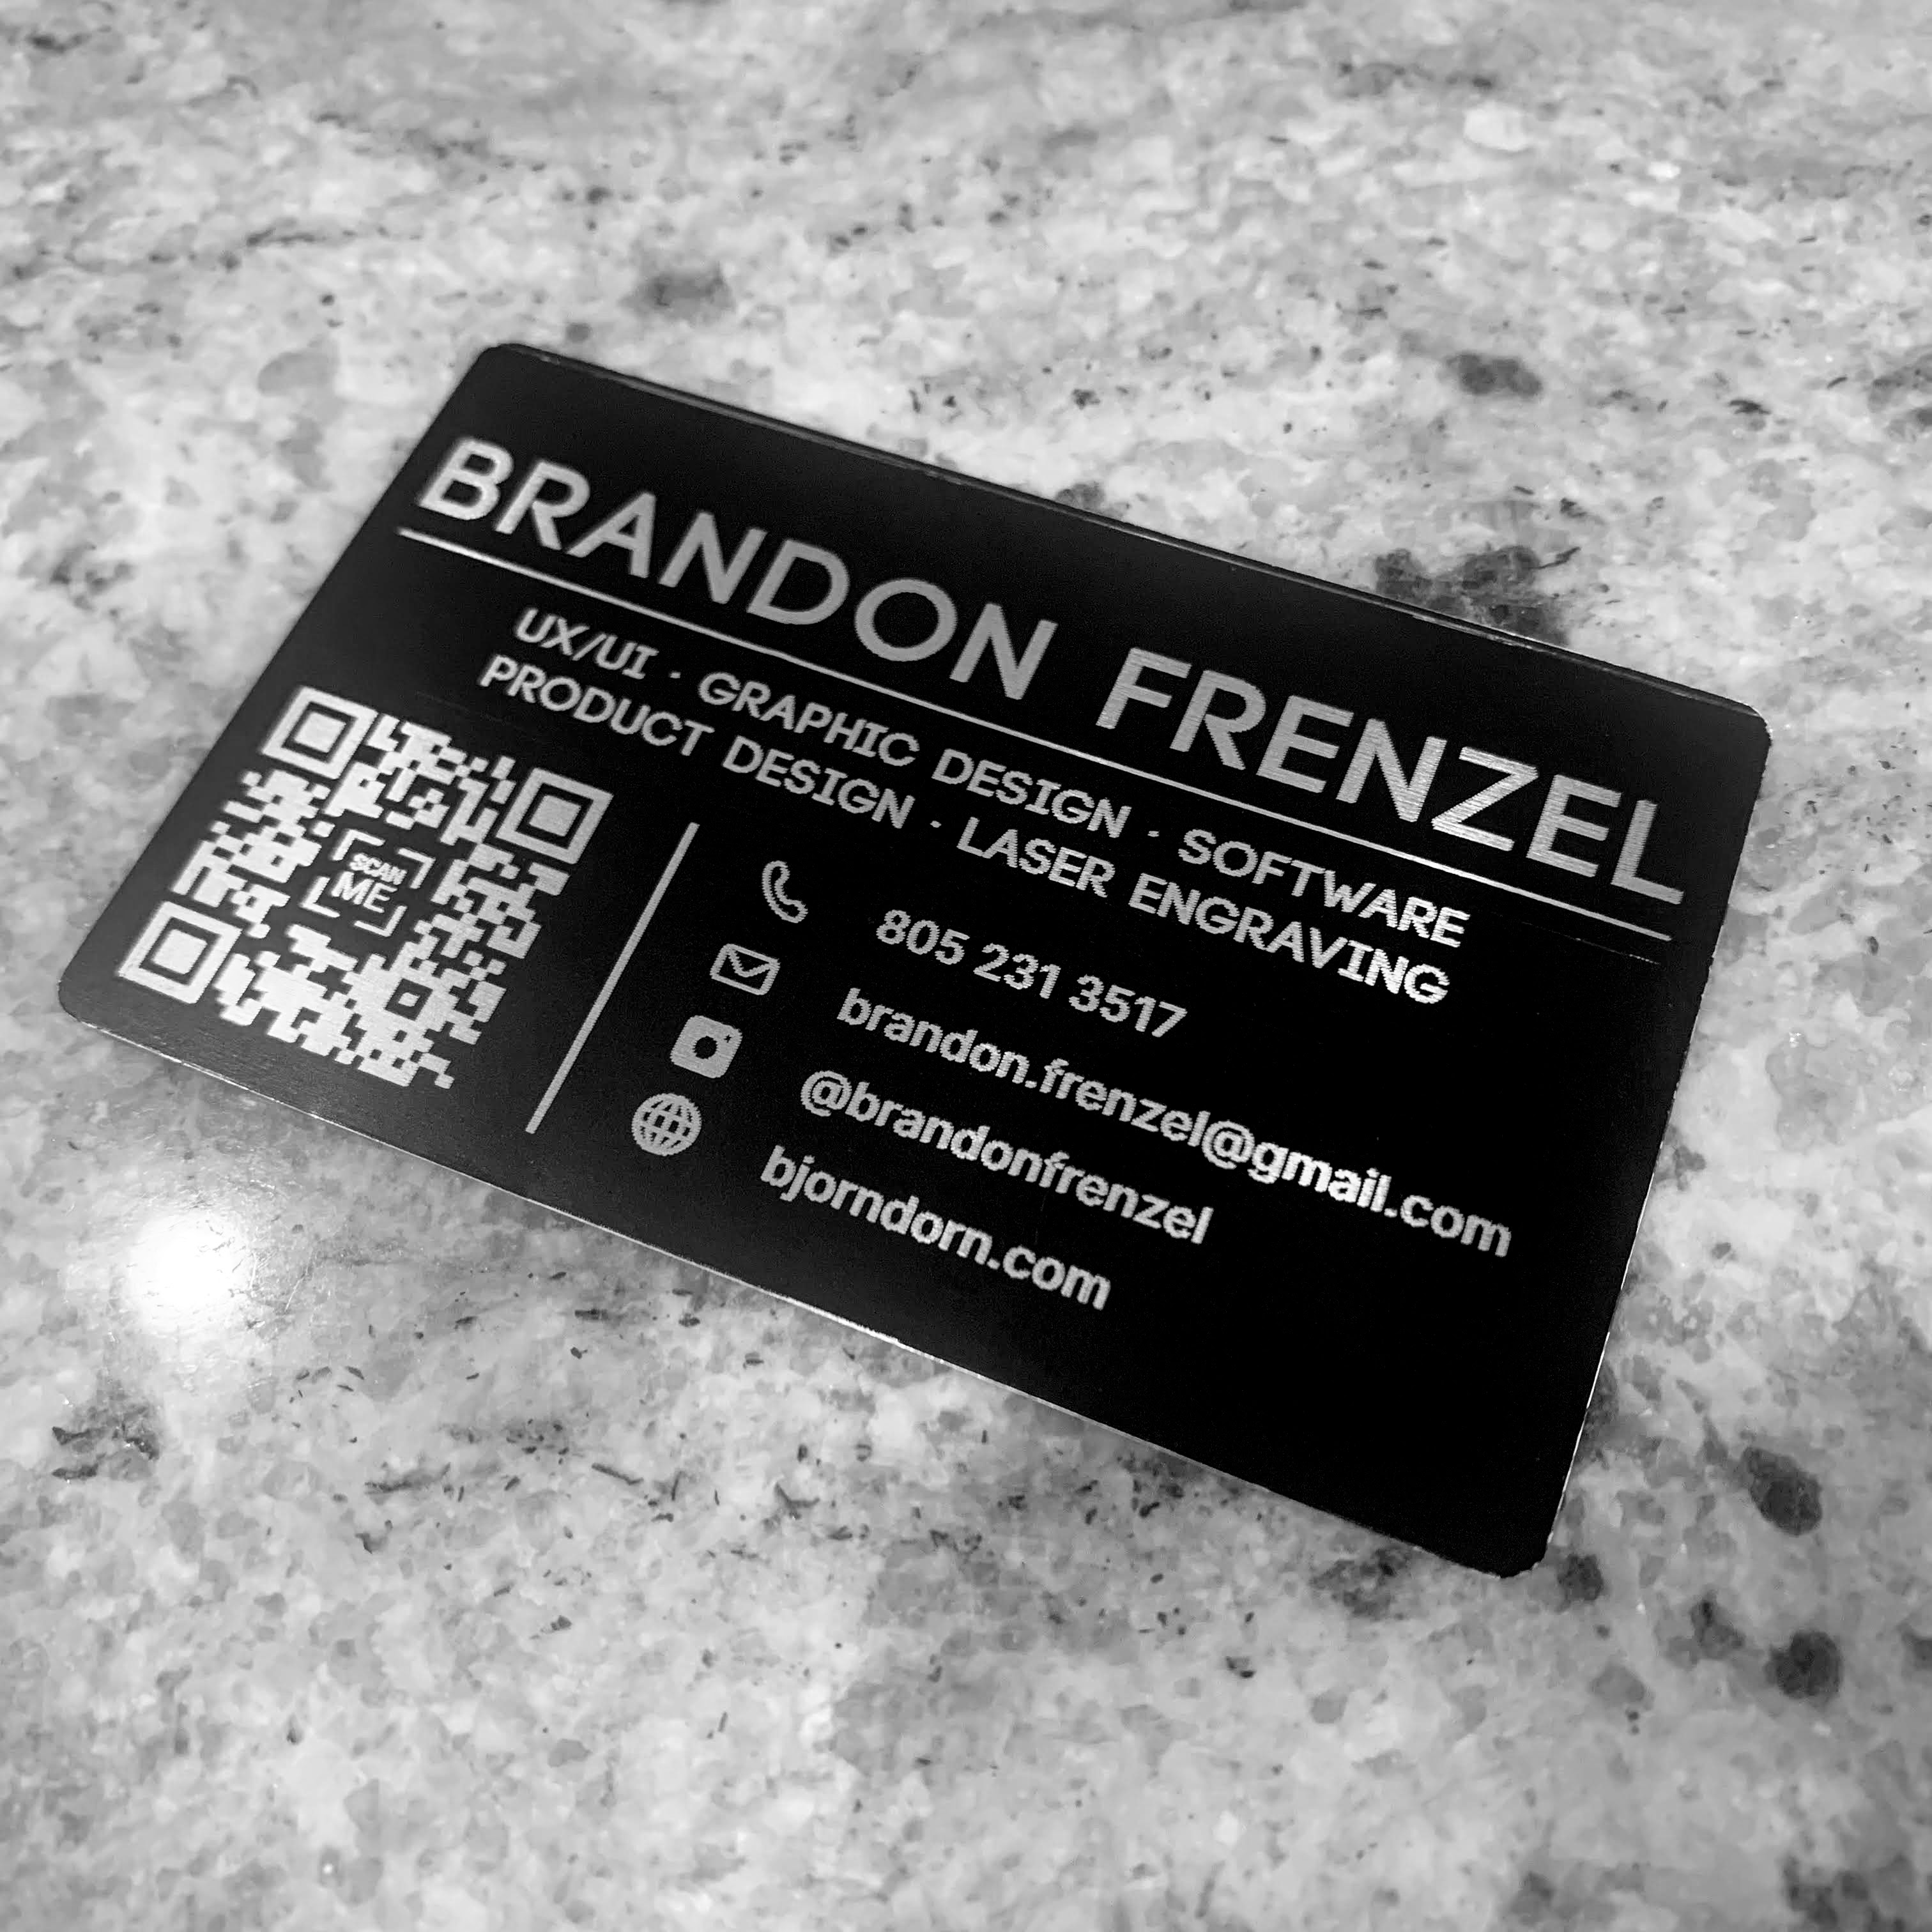 BRANDON FRENZEL
UX/UI · GRAPHIC DESIGN · SOFTWARE
PRODUCT DESIGN · LASER ENGRAVING
SCAN
ME
805 231 3517
brandon.frenzel@gmail.com
@brandonfrenzel
bjorndorn.com